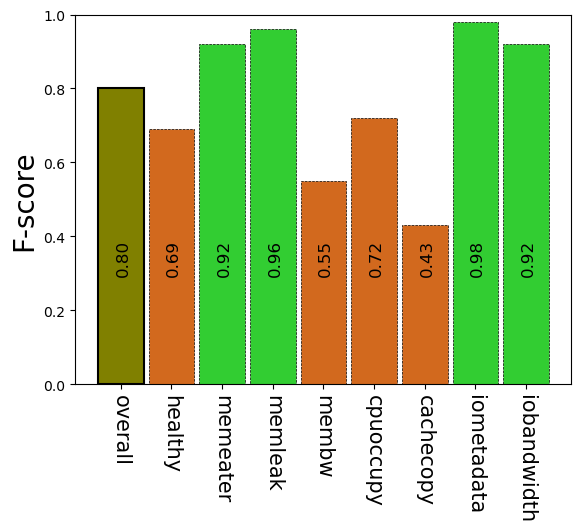 F-score
1.0
0.8
0.6
0.4
0.2
0.0
0.80
0.69
0.92
0.96
0.55
0.72
0.43
0.98
0.92
overall
healthy
memeater
memleak
membw
cpuoccupy
cachecopy
iometadata
iobandwidth